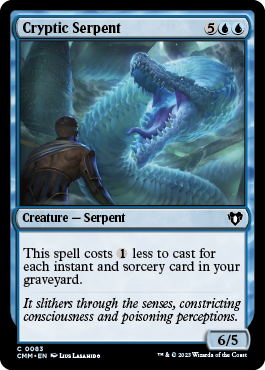 Cryptic Serpent 5
Creature — Serpent
This spell costs 1 less to cast for
each instant and sorcery card in your
graveyard.
It slithers through the senses, constricting
consciousness and poisoning perceptions.
6/5
C 0083
CMM • EN Lius Lasahido
™ & © 2023 Wizards of the Coast